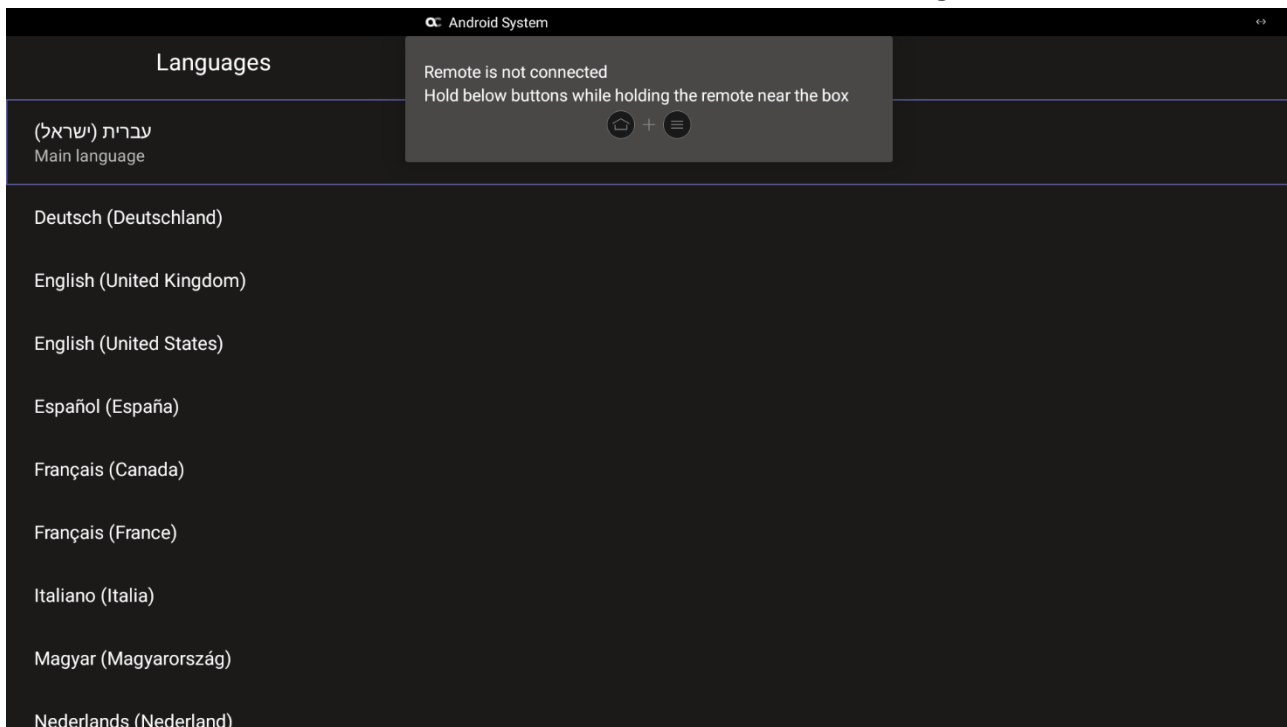 Android System
Languages
Remote is not connected
Hold below buttons while holding the remote near the box
עברית (ישראל)
Main language
Deutsch (Deutschland)
English (United Kingdom)
English (United States)
Español (España)
Français (Canada)
Français (France)
Italiano (Italia)
Magyar (Magyarország)
Nederlands (Nederland)